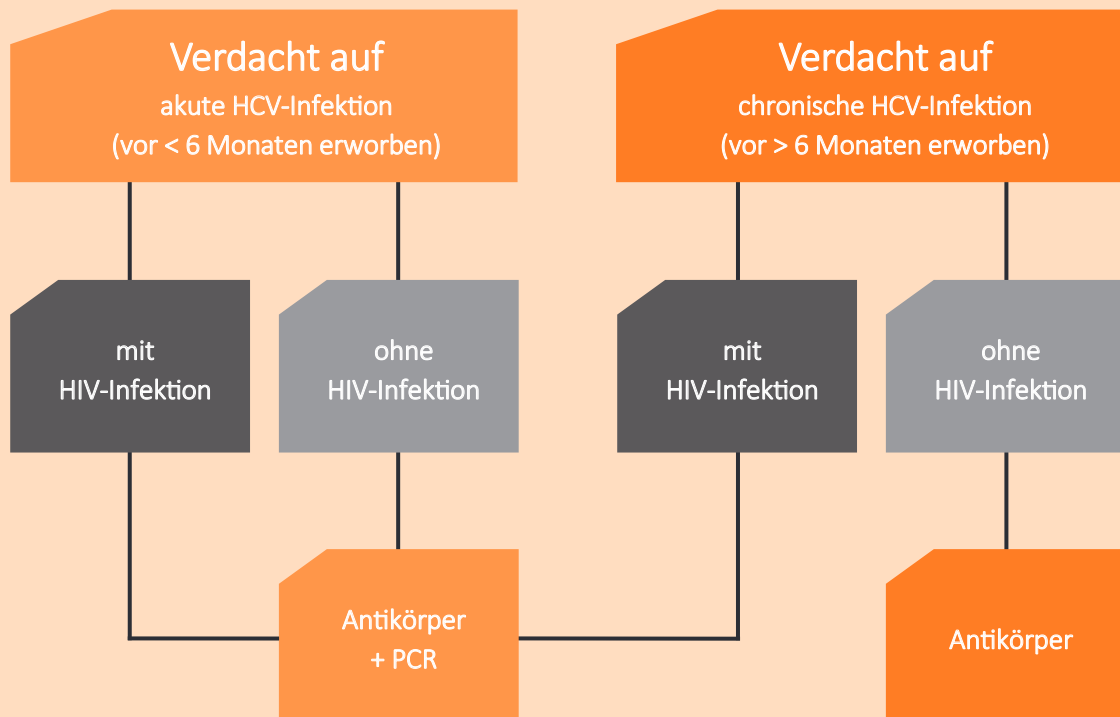 Verdacht auf
akute HCV-Infektion
(vor < 6 Monaten erworben)
Verdacht auf
chronische HCV-Infektion
(vor > 6 Monaten erworben)
mit
HIV-Infektion
ohne
HIV-Infektion
mit
HIV-Infektion
ohne
HIV-Infektion
Antikörper
+ PCR
Antikörper